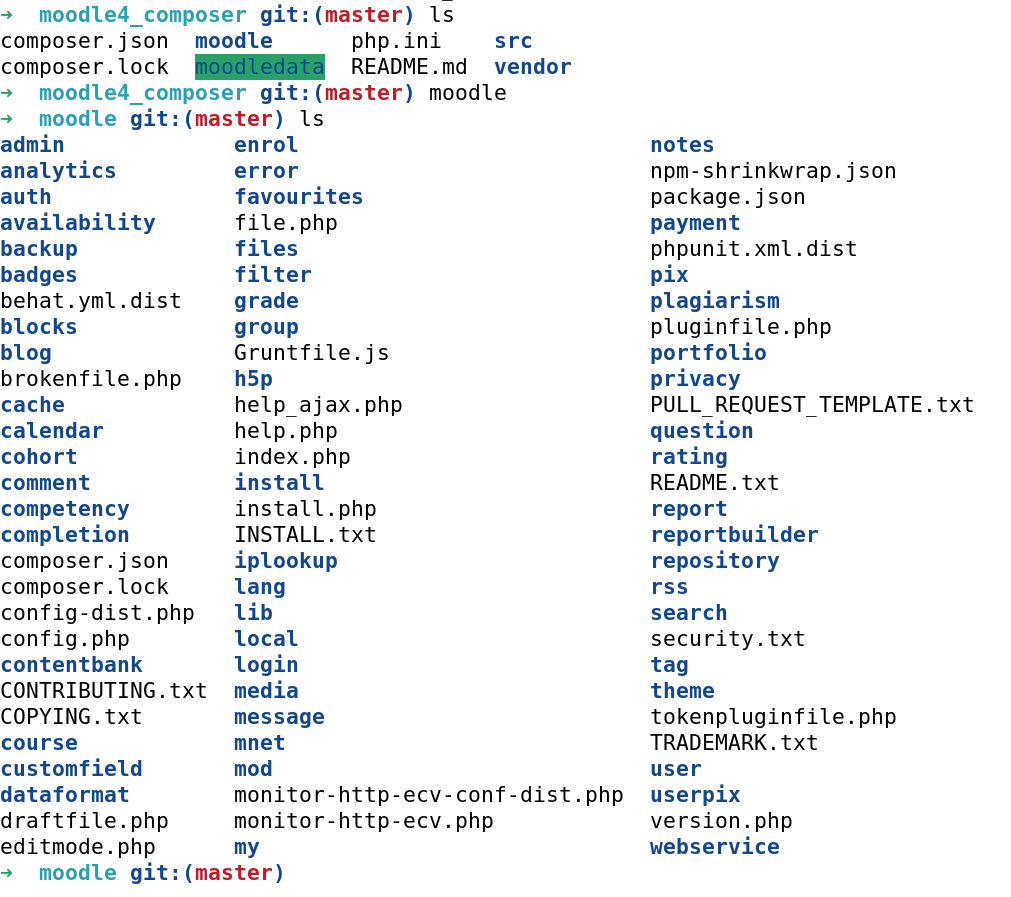 ➜  moodle4_composer git:(master) ls
composer.json  moodle      php.ini    src
composer.lock  moodledata  README.md  vendor
➜  moodle4_composer git:(master) moodle
➜  moodle git:(master) ls
admin             enrol                           notes
analytics         error                           npm-shrinkwrap.json
auth              favourites                      package.json
availability      file.php                        payment
backup            files                           phpunit.xml.dist
badges            filter                          pix
behat.yml.dist    grade                           plagiarism
blocks            group                           pluginfile.php
blog              Gruntfile.js                    portfolio
brokenfile.php    h5p                             privacy
cache             help_ajax.php                   PULL_REQUEST_TEMPLATE.txt
calendar          help.php                        question
cohort            index.php                       rating
comment           install                         README.txt
competency        install.php                     report
completion        INSTALL.txt                     reportbuilder
composer.json     iplookup                        repository
composer.lock     lang                            rss
config-dist.php   lib                             search
config.php        local                           security.txt
contentbank       login                           tag
CONTRIBUTING.txt  media                           theme
COPYING.txt       message                         tokenpluginfile.php
course            mnet                            TRADEMARK.txt
customfield       mod                             user
dataformat        monitor-http-ecv-conf-dist.php  userpix
draftfile.php     monitor-http-ecv.php            version.php
editmode.php      my                              webservice
➜  moodle git:(master)